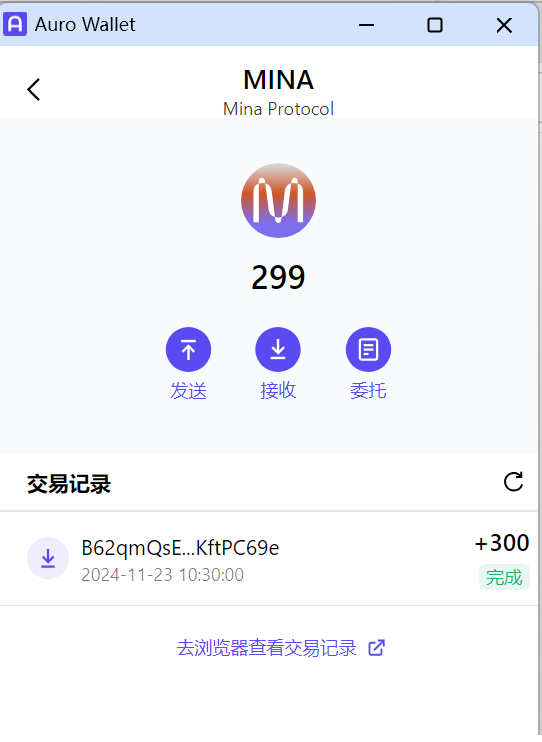 Auro Wallet
MINA
Mina Protocol
299
发送 接收 委托
交易记录
B62qmQsE...KftPC69e +300
2024-11-23 10:30:00 完成
去浏览器查看交易记录